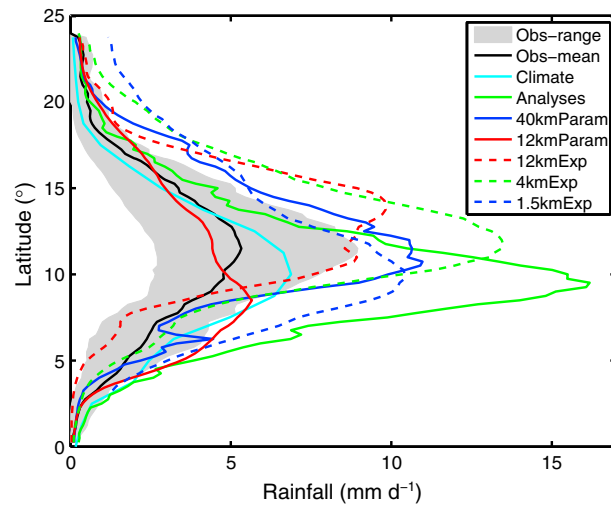 25
20
15
10
5
0
Latitude (°)
0 5 10 15
Rainfall (mm d⁻¹)
Obs−range
Obs−mean
Climate
Analyses
40kmParam
12kmParam
12kmExp
4kmExp
1.5kmExp